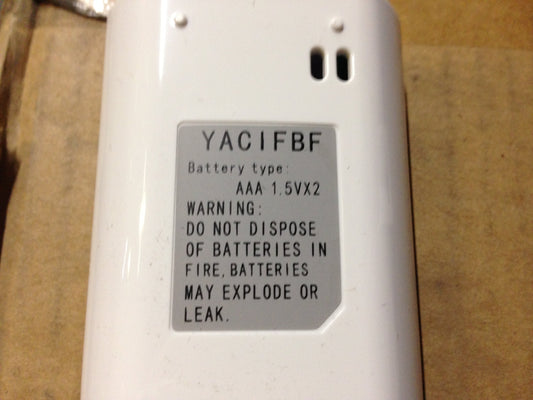 YACIFBF
Battery type:
AAA 1.5VX2
WARNING:
DO NOT DISPOSE
OF BATTERIES IN
FIRE, BATTERIES
MAY EXPLODE OR
LEAK.